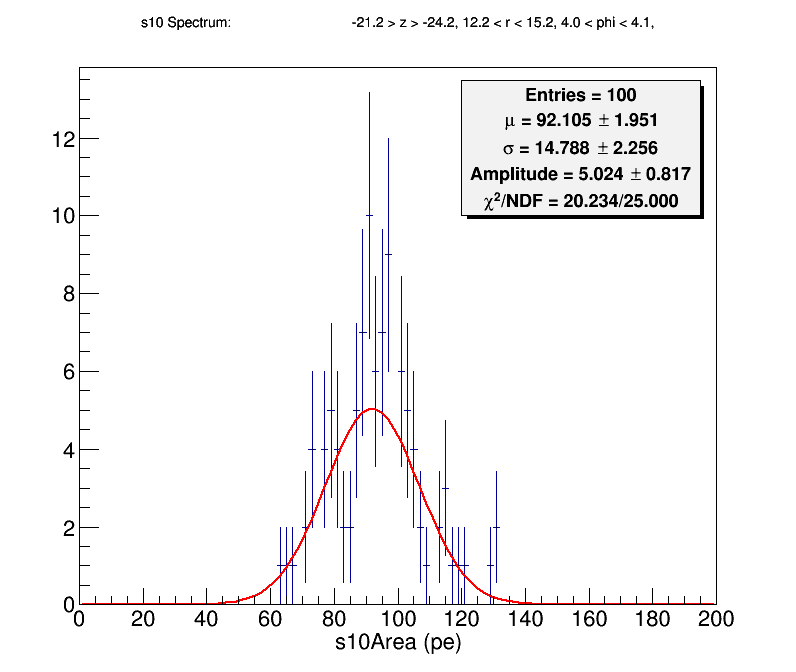 s10 Spectrum: -21.2 > z > -24.2, 12.2 < r < 15.2, 4.0 < phi < 4.1,
Entries = 100
μ = 92.105 ± 1.951
σ = 14.788 ± 2.256
Amplitude = 5.024 ± 0.817
χ²/NDF = 20.234/25.000
12
10
8
6
4
2
0
0 20 40 60 80 100 120 140 160 180 200
s10Area (pe)